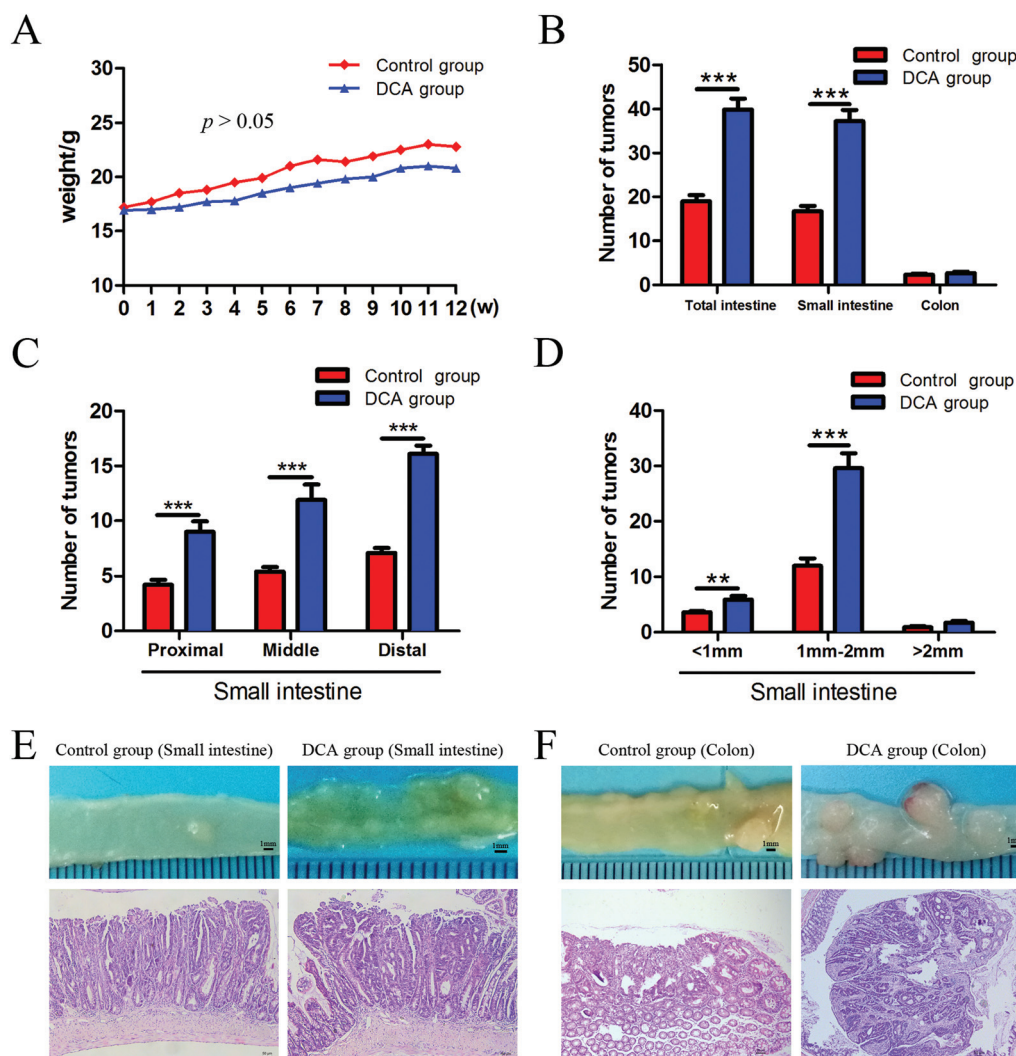 A
Control group
DCA group
p > 0.05
weight/g
30
25
20
15
10
0 1 2 3 4 5 6 7 8 9 10 11 12 (w)
B
Control group
DCA group
Number of tumors
50
40
30
20
10
0
*** ***
Total intestine Small intestine Colon
C
Control group
DCA group
Number of tumors
20
15
10
5
0
*** *** ***
Proximal Middle Distal
Small intestine
D
Control group
DCA group
Number of tumors
40
30
20
10
0
** ***
<1mm 1mm-2mm >2mm
Small intestine
E
Control group (Small intestine) DCA group (Small intestine)
1mm 1mm
F
Control group (Colon) DCA group (Colon)
1mm 1m